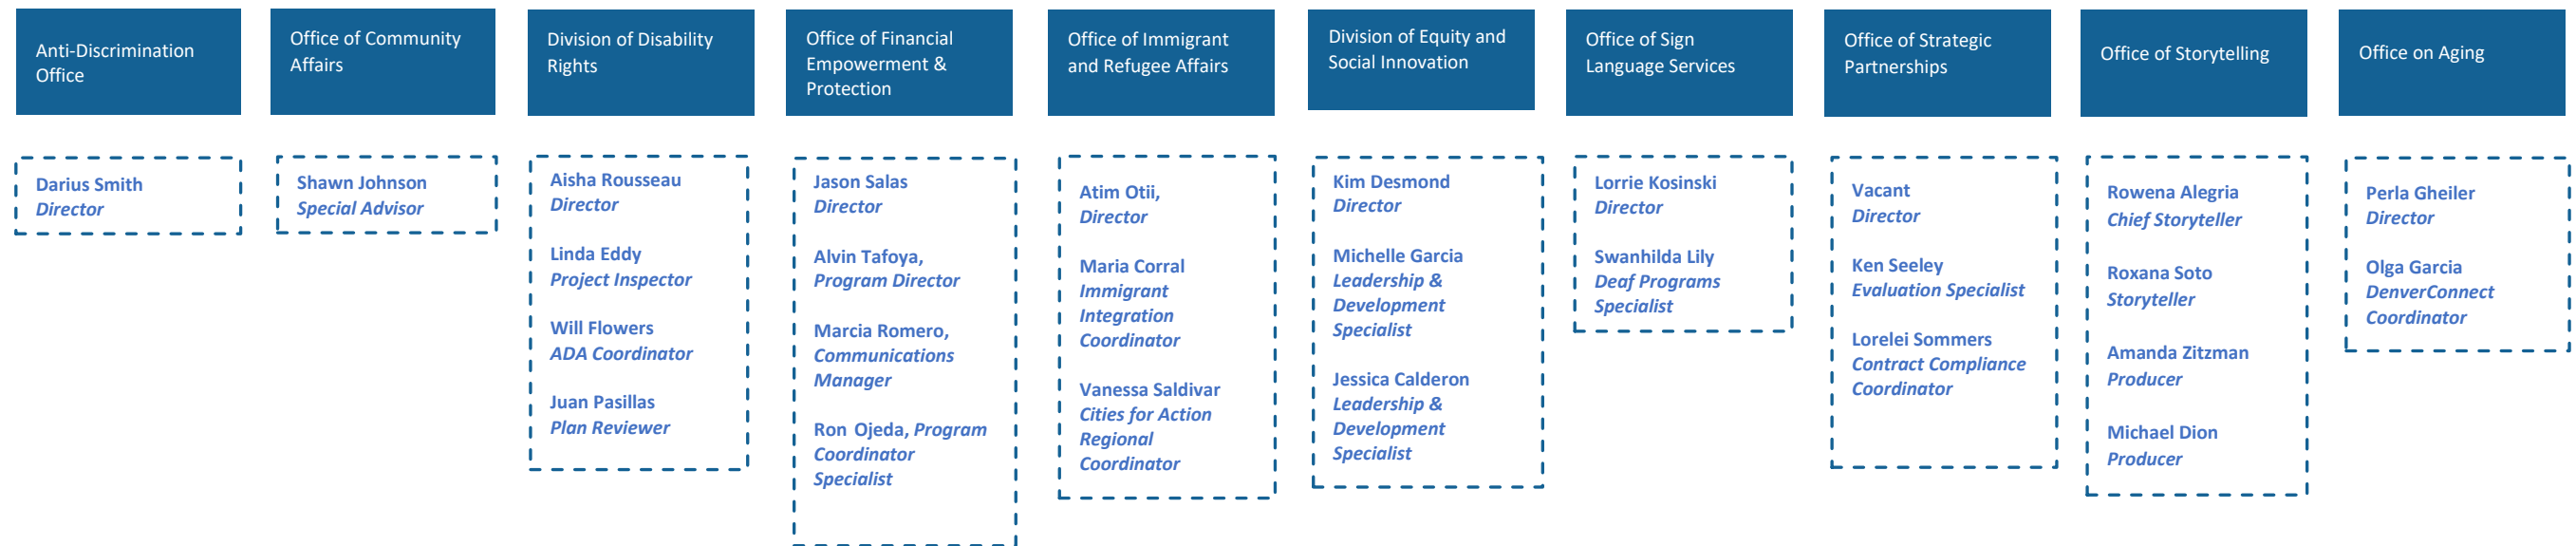 Anti-Discrimination
Office
Office of Community
Affairs
Division of Disability
Rights
Office of Financial
Empowerment &
Protection
Office of Immigrant
and Refugee Affairs
Division of Equity and
Social Innovation
Office of Sign
Language Services
Office of Strategic
Partnerships
Office of Storytelling
Office on Aging
Darius Smith
Director
Shawn Johnson
Special Advisor
Aisha Rousseau
Director
Linda Eddy
Project Inspector
Will Flowers
ADA Coordinator
Juan Pasillas
Plan Reviewer
Jason Salas
Director
Alvin Tafoya,
Program Director
Marcia Romero,
Communications
Manager
Ron Ojeda, Program
Coordinator
Specialist
Atim Otii,
Director
Maria Corral
Immigrant
Integration
Coordinator
Vanessa Saldivar
Cities for Action
Regional
Coordinator
Kim Desmond
Director
Michelle Garcia
Leadership &
Development
Specialist
Jessica Calderon
Leadership &
Development
Specialist
Lorrie Kosinski
Director
Swanhilda Lily
Deaf Programs
Specialist
Vacant
Director
Ken Seeley
Evaluation Specialist
Lorelei Sommers
Contract Compliance
Coordinator
Rowena Alegria
Chief Storyteller
Roxana Soto
Storyteller
Amanda Zitzman
Producer
Michael Dion
Producer
Perla Gheiler
Director
Olga Garcia
DenverConnect
Coordinator